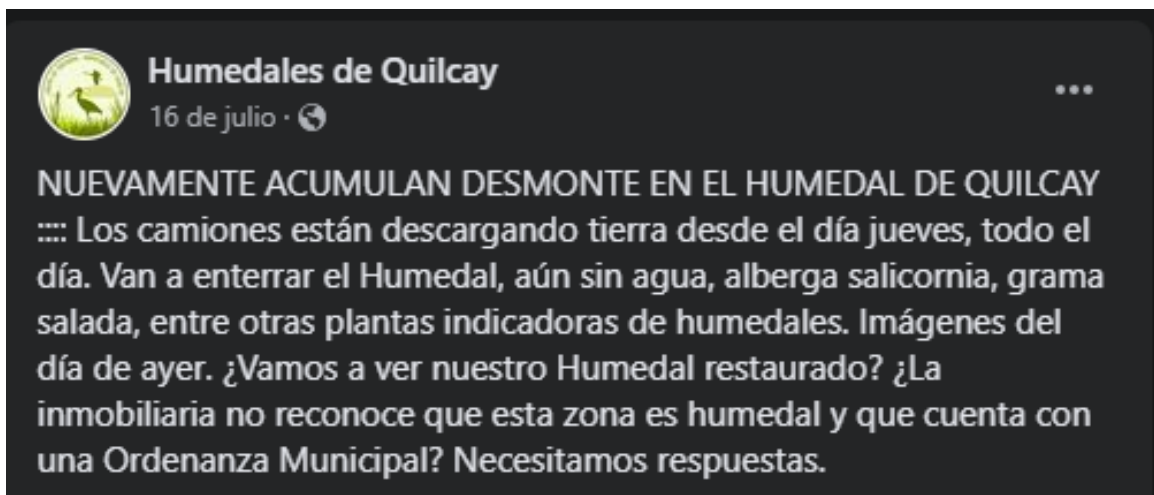 Humedales de Quilcay
16 de julio ·
NUEVAMENTE ACUMULAN DESMONTE EN EL HUMEDAL DE QUILCAY
:::: Los camiones están descargando tierra desde el día jueves, todo el
día. Van a enterrar el Humedal, aún sin agua, alberga salicornia, grama
salada, entre otras plantas indicadoras de humedales. Imágenes del
día de ayer. ¿Vamos a ver nuestro Humedal restaurado? ¿La
inmobiliaria no reconoce que esta zona es humedal y que cuenta con
una Ordenanza Municipal? Necesitamos respuestas.